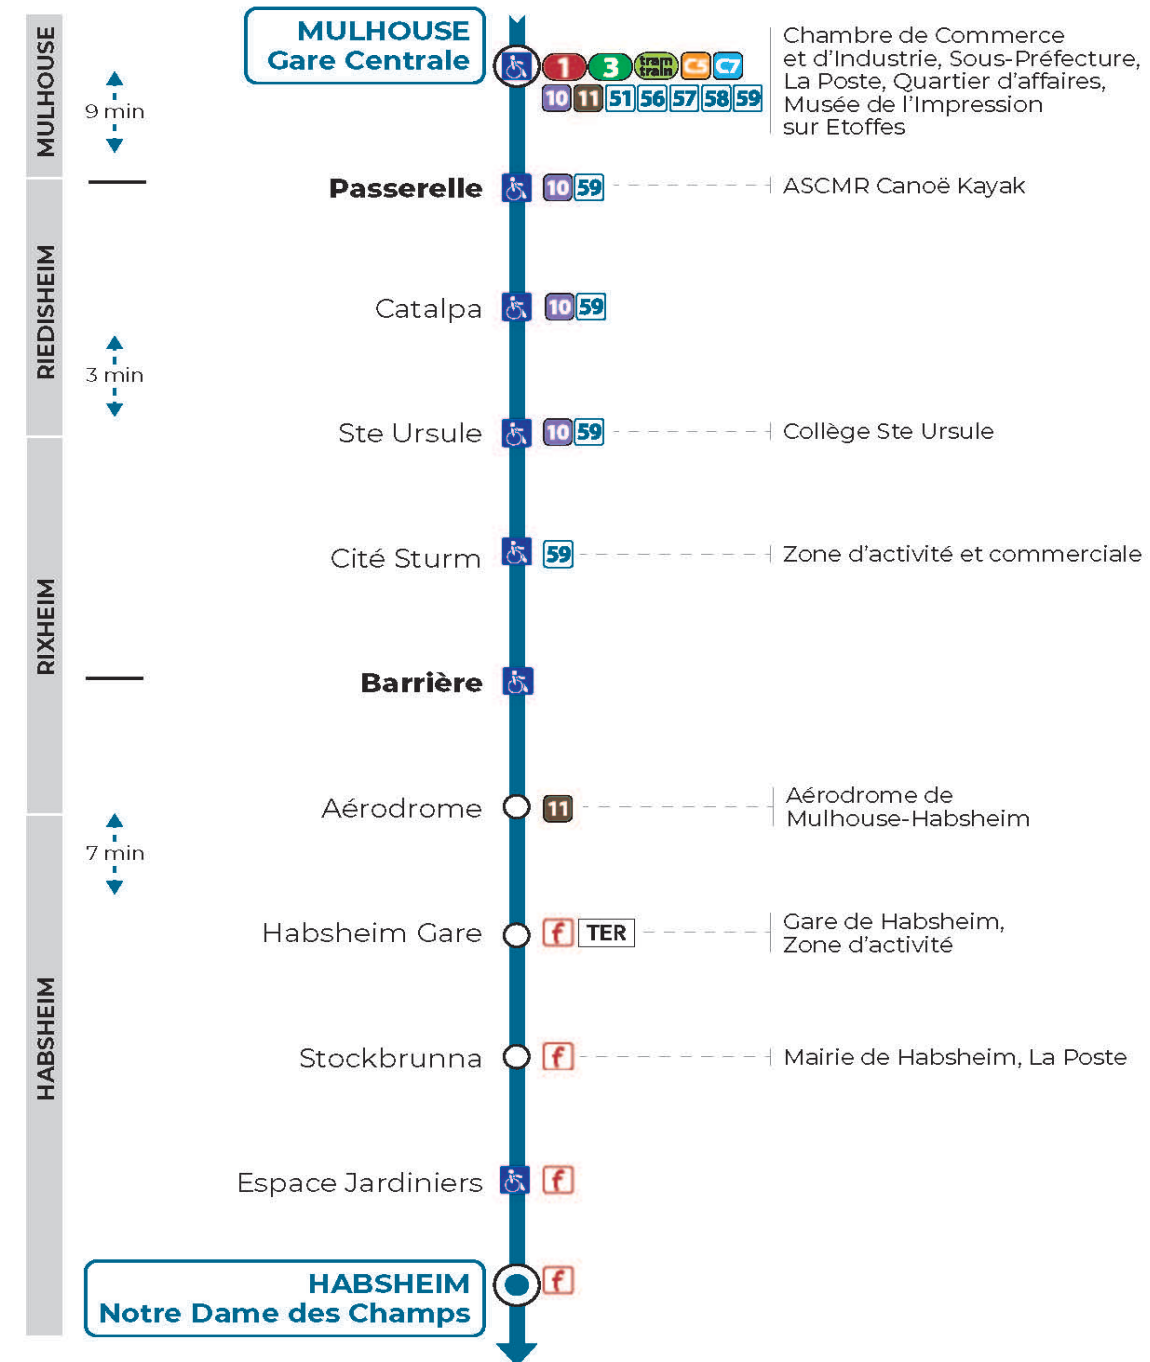 MULHOUSE
Gare Centrale
1 3 tram train C5 C7
10 11 51 56 57 58 59
Chambre de Commerce
et d'Industrie, Sous-Préfecture,
La Poste, Quartier d'affaires,
Musée de l'Impression
sur Etoffes
MULHOUSE
9 min
Passerelle 10 59 ASCMR Canoë Kayak
RIEDISHEIM
Catalpa 10 59
3 min
Ste Ursule 10 59 Collège Ste Ursule
RIXHEIM
Cité Sturm 59 Zone d'activité et commerciale
Barrière
Aérodrome 11
Aérodrome de
Mulhouse-Habsheim
7 min
HABSHEIM
Habsheim Gare f TER
Gare de Habsheim,
Zone d'activité
Stockbrunna f Mairie de Habsheim, La Poste
Espace Jardiniers f
HABSHEIM f
Notre Dame des Champs